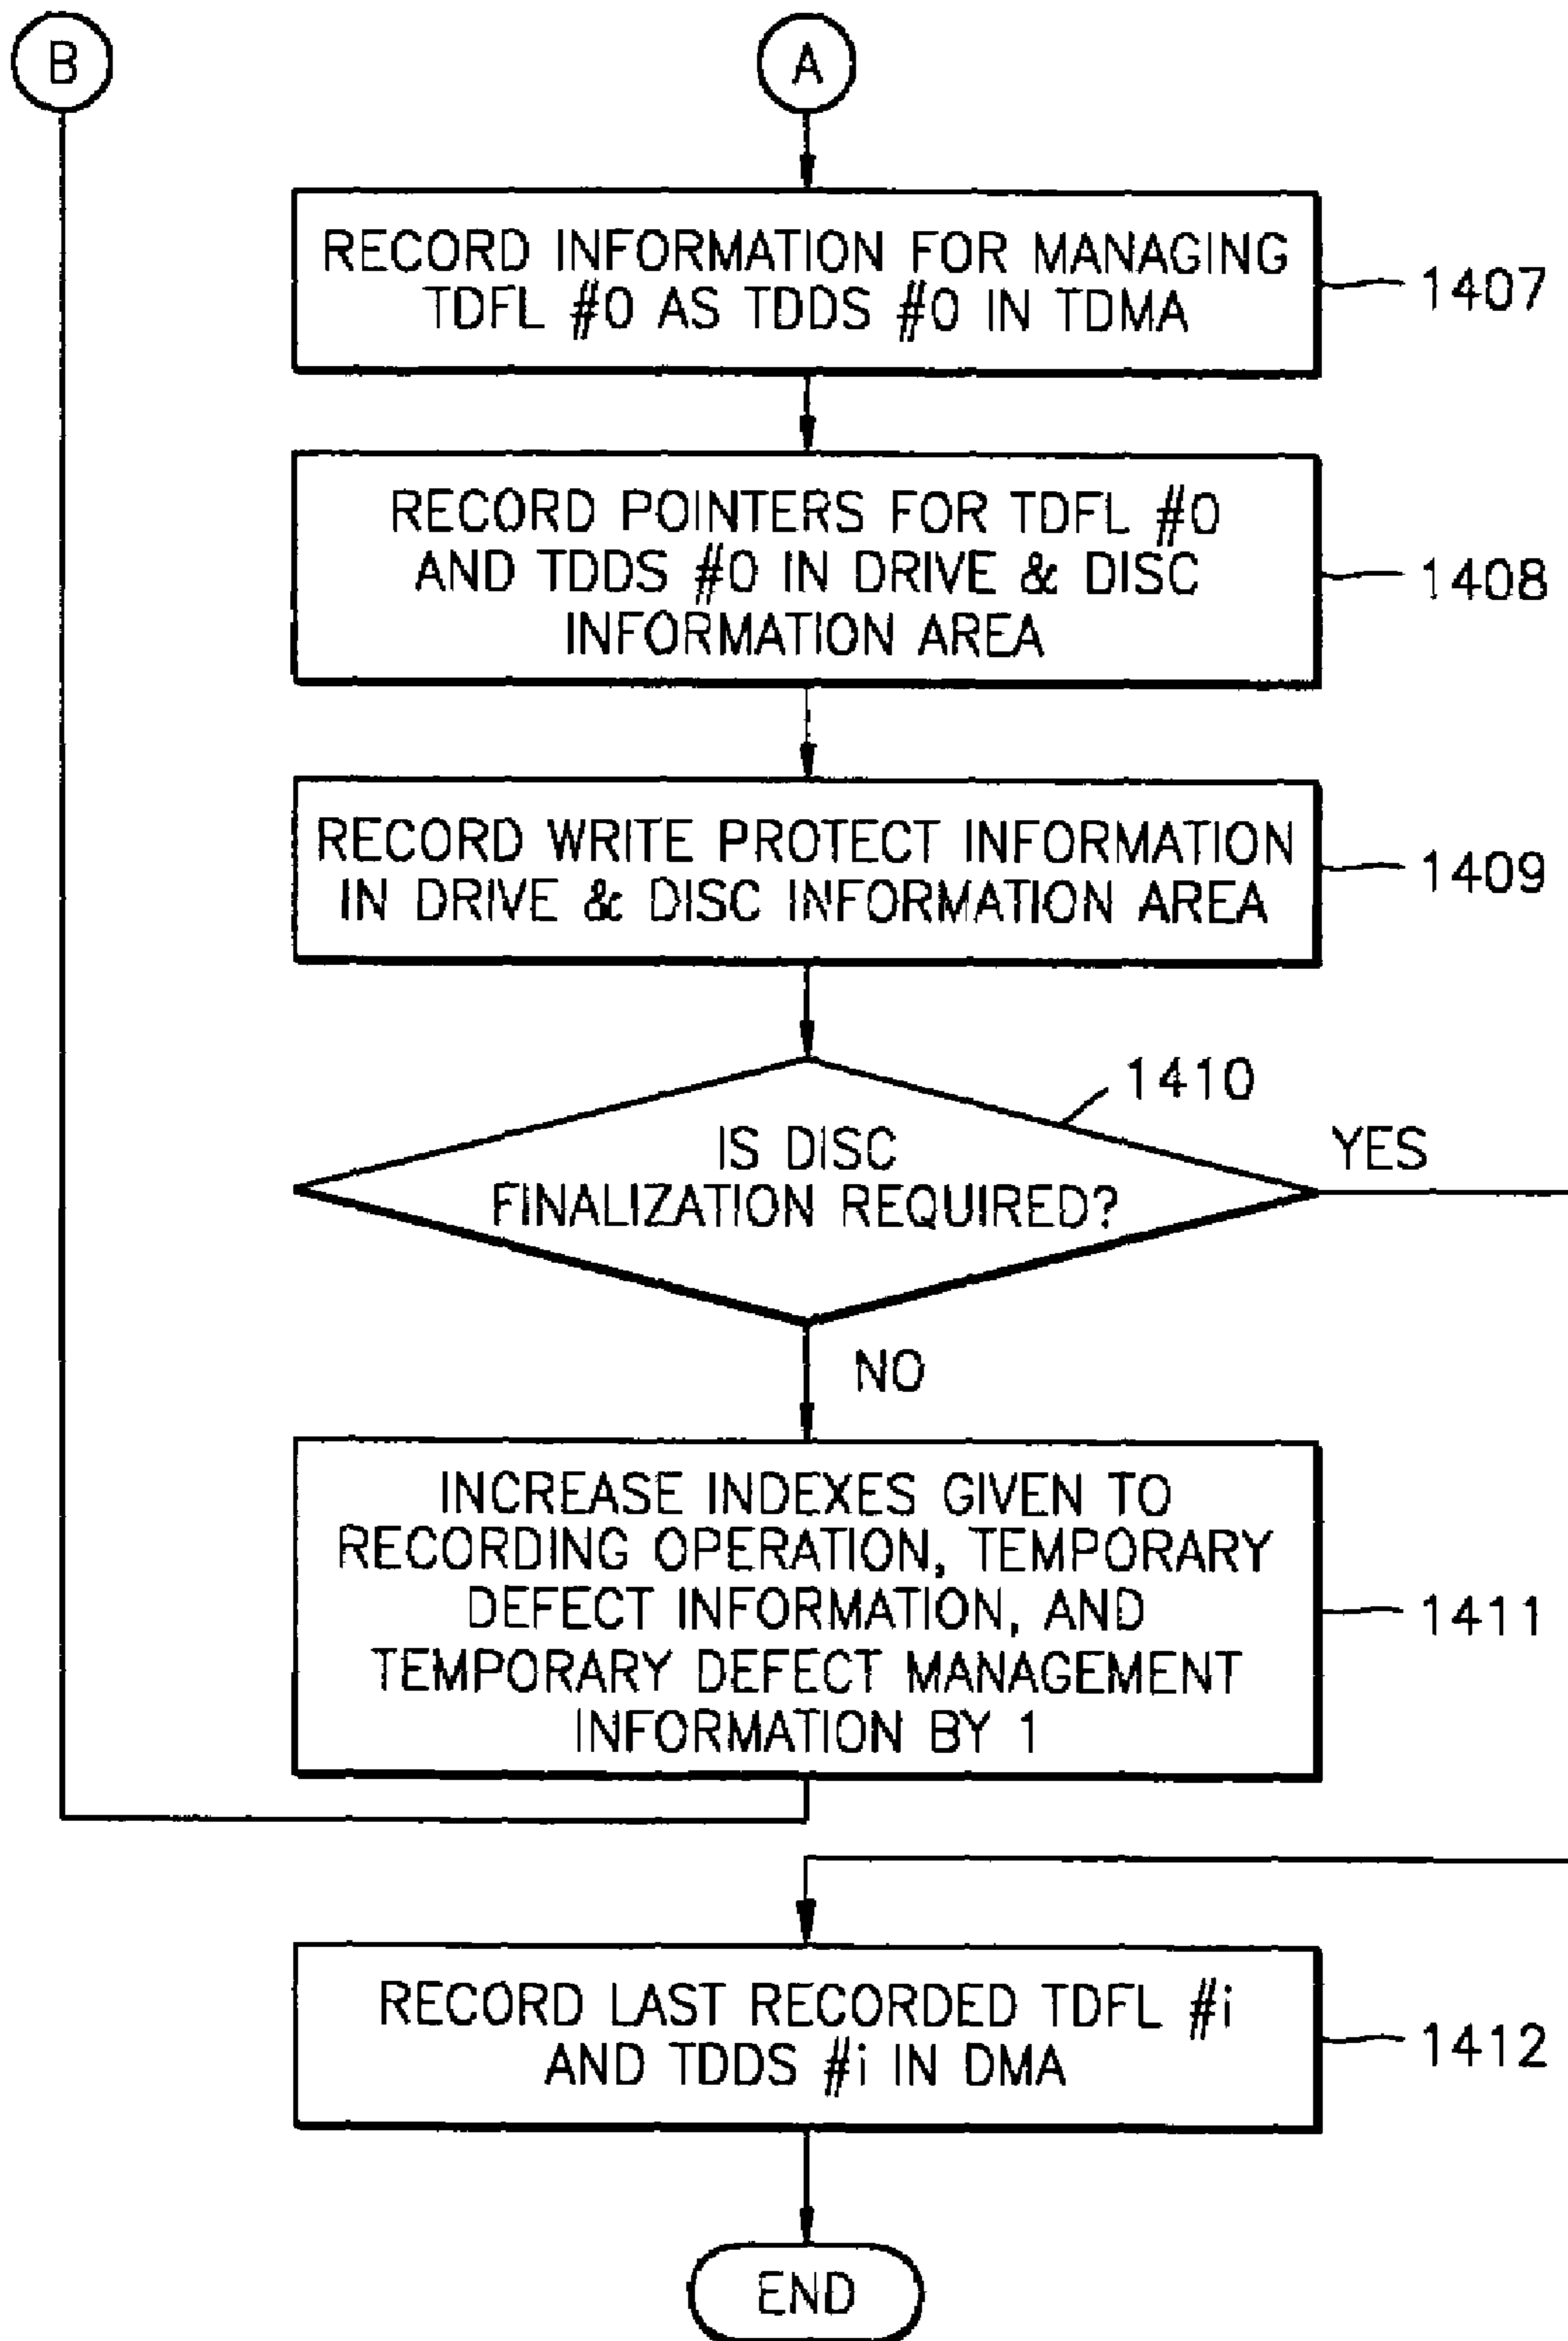 B
A
RECORD INFORMATION FOR MANAGING
TDFL #0 AS TDDS #0 IN TDMA
1407
RECORD POINTERS FOR TDFL #0
AND TDDS #0 IN DRIVE & DISC
INFORMATION AREA
1408
RECORD WRITE PROTECT INFORMATION
IN DRIVE & DISC INFORMATION AREA
1409
1410
IS DISC
FINALIZATION REQUIRED?
YES
NO
INCREASE INDEXES GIVEN TO
RECORDING OPERATION, TEMPORARY
DEFECT INFORMATION, AND
TEMPORARY DEFECT MANAGEMENT
INFORMATION BY 1
1411
RECORD LAST RECORDED TDFL #i
AND TDDS #i IN DMA
1412
END